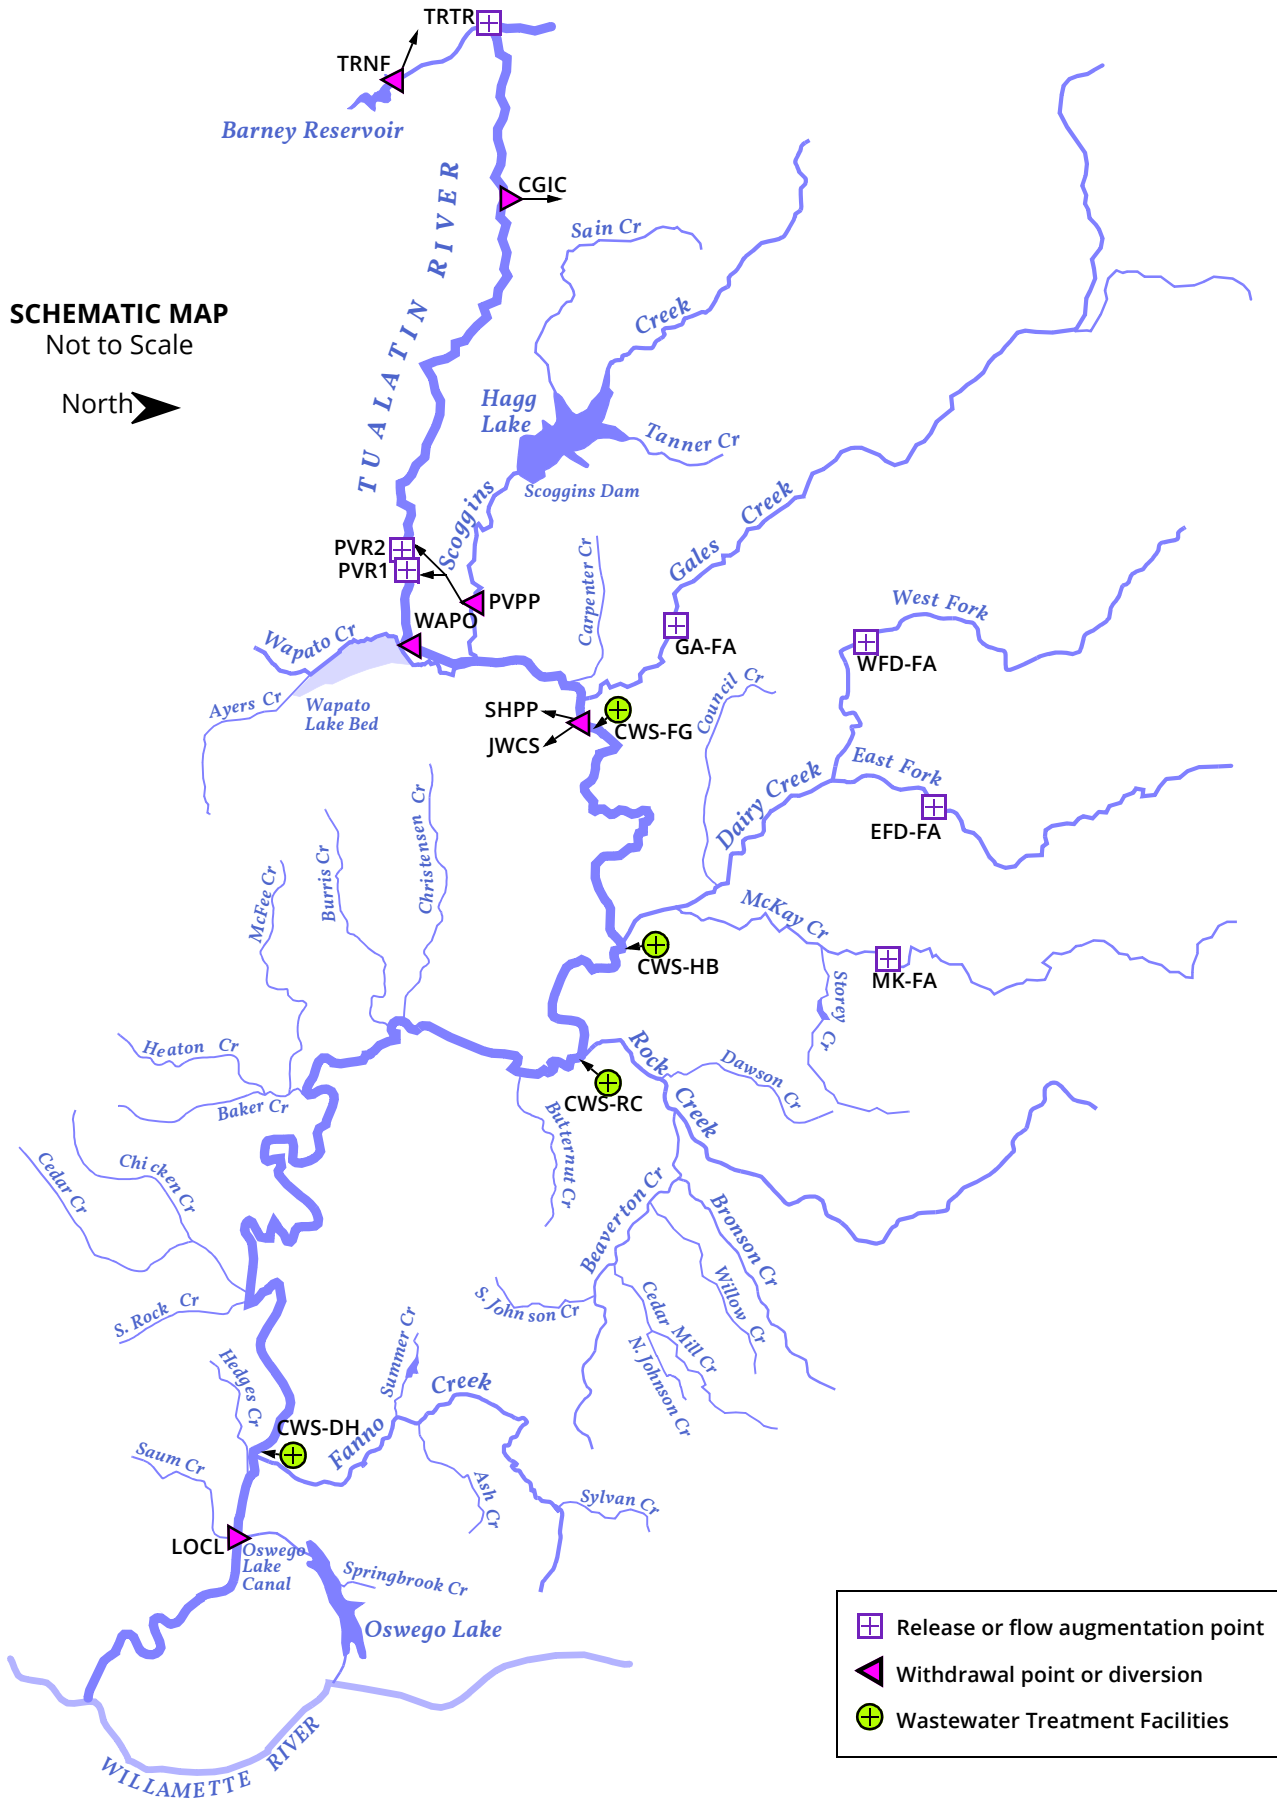 TRTR
TRNF
Barney Reservoir
CGIC
TUALATIN RIVER
Sain Cr
Creek
SCHEMATIC MAP
Not to Scale
North
Hagg
Lake
Tanner Cr
Scoggins Dam
Scoggins
Gales Creek
PVR2
PVR1
PVPP
WAPO
Carpenter Cr
GA-FA
West Fork
WFD-FA
Wapato Cr
Ayers Cr
Wapato
Lake Bed
SHPP
JWCS
CWS-FG
Council Cr
Dairy Creek
East Fork
EFD-FA
McFee Cr
Burris Cr
Christensen Cr
McKay Cr
CWS-HB
MK-FA
Storey Cr
Heaton Cr
Baker Cr
Rock Creek
Dawson Cr
CWS-RC
Butternut Cr
Cedar Cr
Chicken Cr
Beaverton Cr
Bronson Cr
Willow Cr
S. Rock Cr
S. Johnson Cr
Cedar Mill Cr
N. Johnson Cr
Hedges Cr
Summer Cr
Fanno Creek
CWS-DH
Saum Cr
Ash Cr
Sylvan Cr
LOCL
Oswego
Lake
Canal
Springbrook Cr
Oswego Lake
WILLAMETTE RIVER
Release or flow augmentation point
Withdrawal point or diversion
Wastewater Treatment Facilities